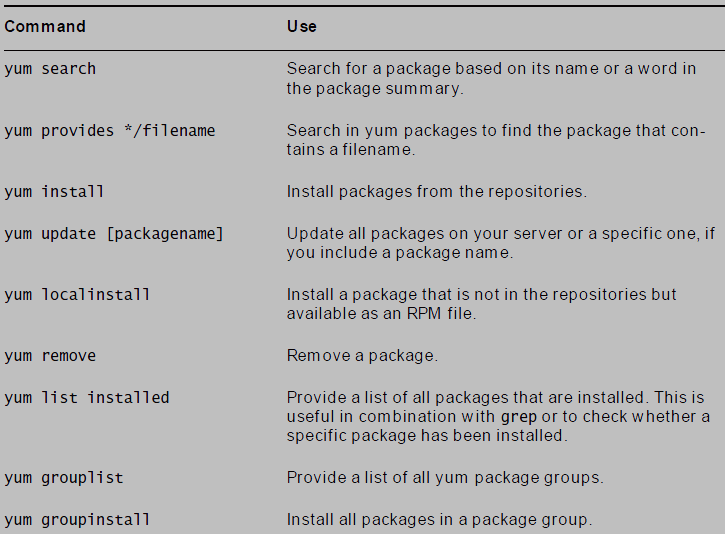 Command Use
yum search Search for a package based on its name or a word in
the package summary.
yum provides */filename Search in yum packages to find the package that con-
tains a filename.
yum install Install packages from the repositories.
yum update [packagename] Update all packages on your server or a specific one, if
you include a package name.
yum localinstall Install a package that is not in the repositories but
available as an RPM file.
yum remove Remove a package.
yum list installed Provide a list of all packages that are installed. This is
useful in combination with grep or to check whether a
specific package has been installed.
yum grouplist Provide a list of all yum package groups.
yum groupinstall Install all packages in a package group.